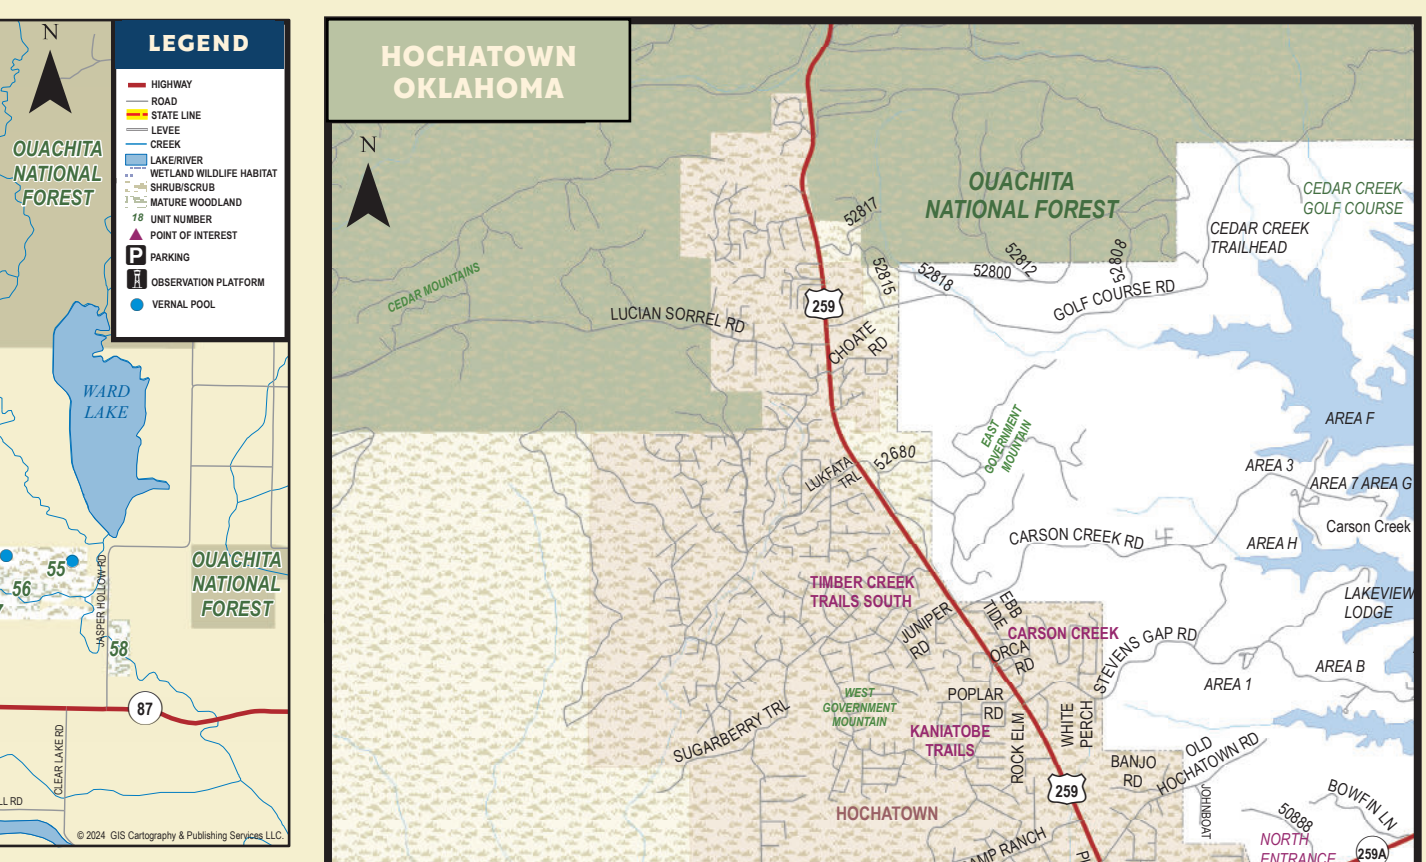 N
LEGEND
HIGHWAY
ROAD
STATE LINE
LEVEE
CREEK
LAKE/RIVER
WETLAND WILDLIFE HABITAT
SHRUB/SCRUB
MATURE WOODLAND
18 UNIT NUMBER
POINT OF INTEREST
P PARKING
OBSERVATION PLATFORM
VERNAL POOL
OUACHITA
NATIONAL
FOREST
WARD
LAKE
55
56
58
JASPER HOLLOW RD
OUACHITA
NATIONAL
FOREST
87
CLEAR LAKE RD
LL RD
© 2024 GIS Cartography & Publishing Services LLC.
HOCHATOWN
OKLAHOMA
N
OUACHITA
NATIONAL FOREST
CEDAR CREEK
GOLF COURSE
CEDAR CREEK
TRAILHEAD
52817
52815
52818
52800
52812
52808
GOLF COURSE RD
CEDAR MOUNTAINS
LUCIAN SORREL RD
259
CHOATE
RD
EAST
GOVERNMENT
MOUNTAIN
AREA F
LUKFATA
TRL
52680
AREA 3
AREA 7 AREA G
Carson Creek
CARSON CREEK RD
AREA H
TIMBER CREEK
TRAILS SOUTH
JUNIPER
RD
EBB
TIDE
CARSON CREEK
ORCA
RD
STEVENS GAP RD
LAKEVIEW
LODGE
AREA B
AREA 1
WEST
GOVERNMENT
MOUNTAIN
POPLAR
RD
SUGARBERRY TRL
KANIATOBE
TRAILS
ROCK ELM
WHITE
PERCH
BANJO
RD
OLD
HOCHATOWN RD
259
HOCHATOWN
JOHNBOAT
BOWFIN LN
50888
NORTH
ENTRANCE
259A
AMP RANCH
PI